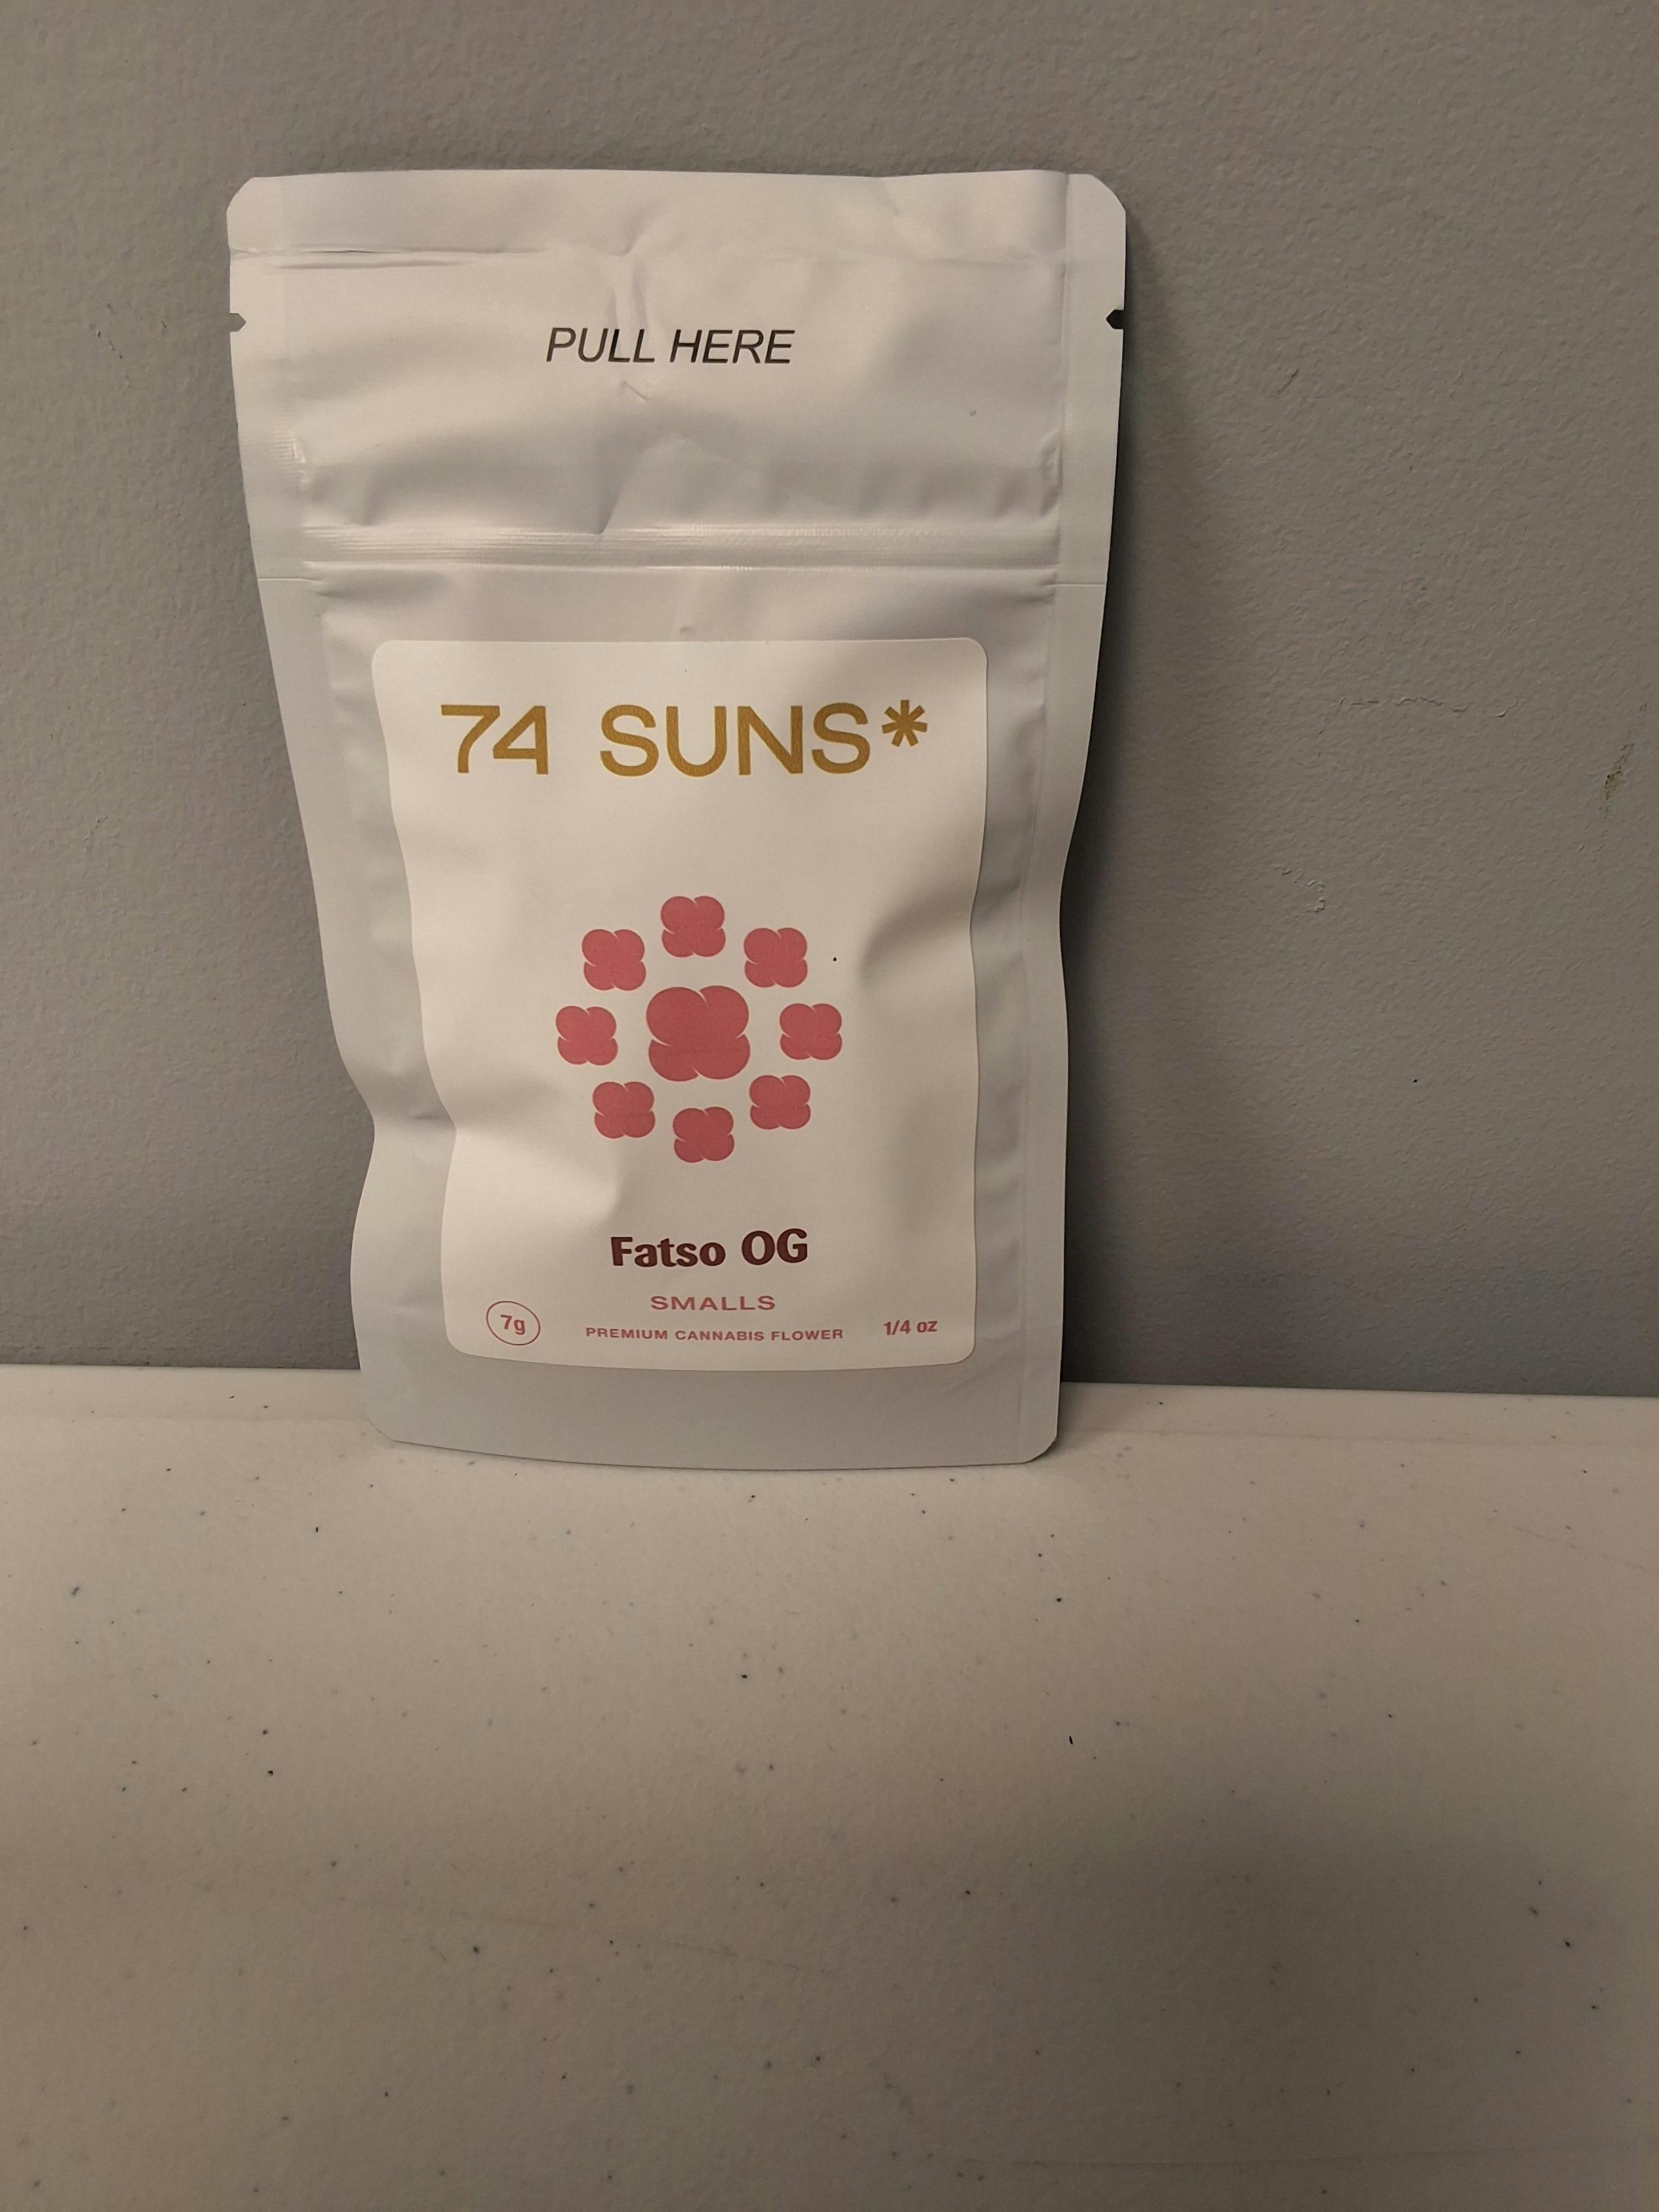 PULL HERE
74 SUNS*
Fatso OG
SMALLS
7g
PREMIUM CANNABIS FLOWER
1/4 oz